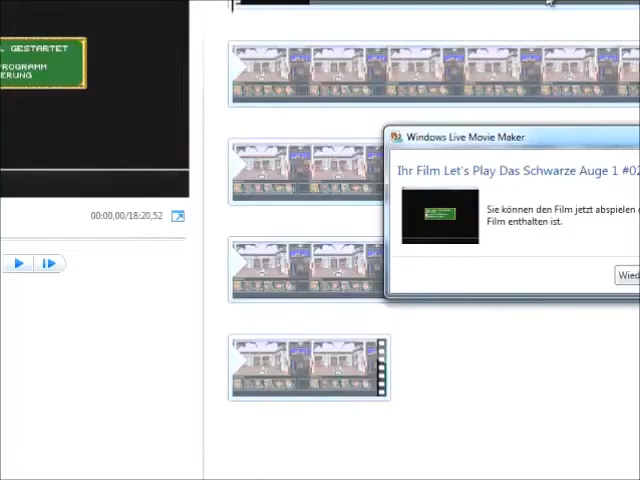 L GESTARTET
ROGRAMM
ERUNG
00:00,00/18:20,52
Windows Live Movie Maker
Ihr Film Let's Play Das Schwarze Auge 1 #02
Sie können den Film jetzt abspielen
Film enthalten ist.
Wied